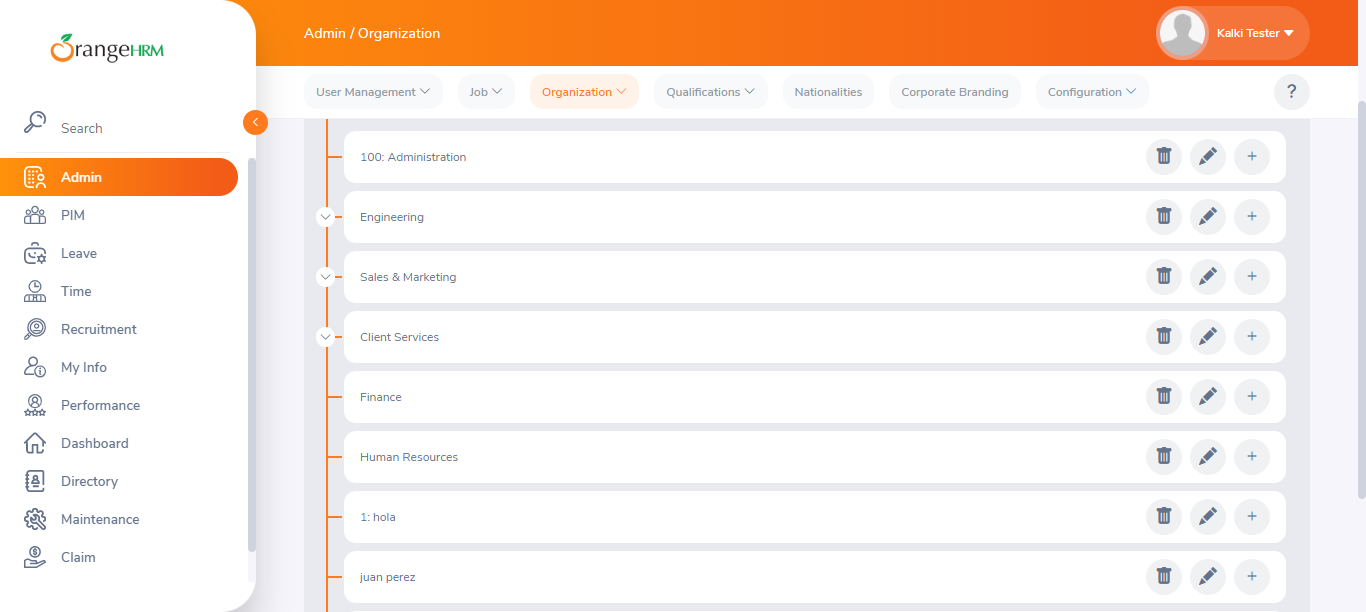 OrangeHRM
Admin / Organization
Kalki Tester
User Management
Job
Organization
Qualifications
Nationalities
Corporate Branding
Configuration
?
Search
Admin
PIM
Leave
Time
Recruitment
My Info
Performance
Dashboard
Directory
Maintenance
Claim
100: Administration
Engineering
Sales & Marketing
Client Services
Finance
Human Resources
1: hola
juan perez